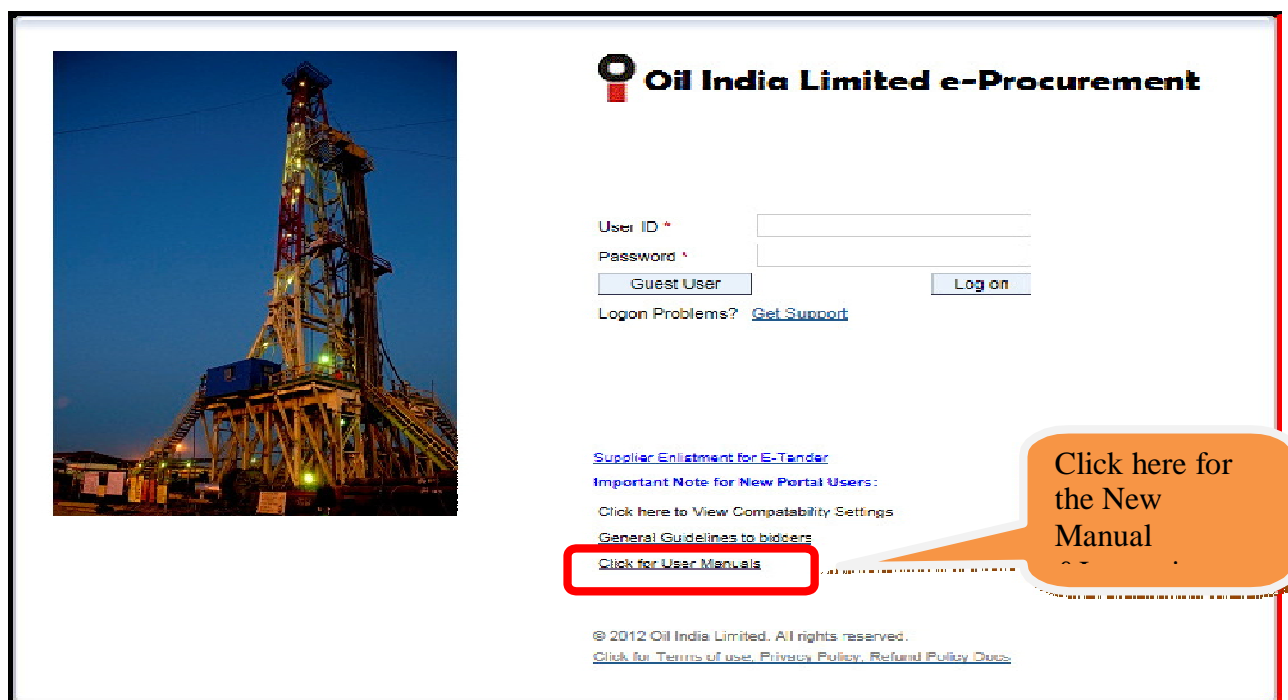 Oil India Limited e-Procurement
User ID *
Password *
Guest User
Log on
Logon Problems? Get Support
Supplier Enlistment for E-Tender
Important Note for New Portal Users:
Click here to View Compatability Settings
General Guidelines to bidders
Click for User Manuals
Click here for
the New
Manual
© 2012 Oil India Limited. All rights reserved.
Click for Terms of use, Privacy Policy, Refund Policy Docs